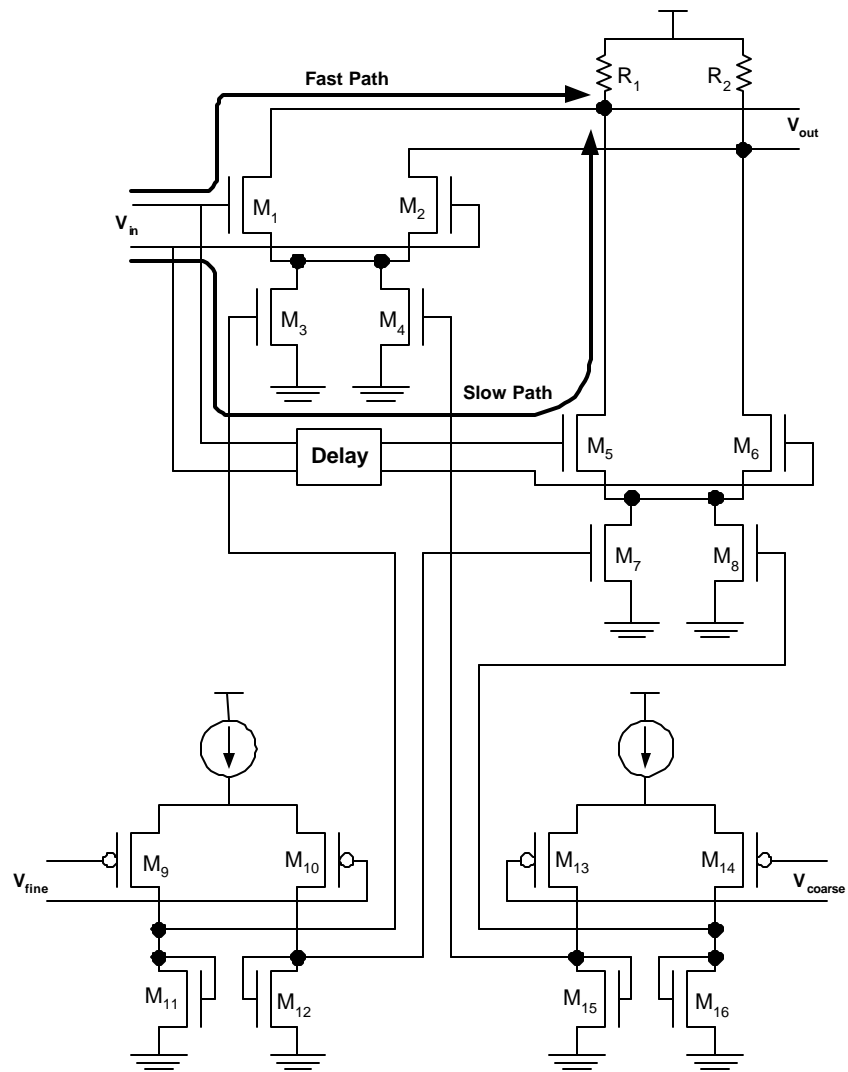 Fast Path
R1
R2
Vout
M1
M2
Vin
M3
M4
Slow Path
Delay
M5
M6
M7
M8
M9
M10
M13
M14
Vfine
Vcoarse
M11
M12
M15
M16